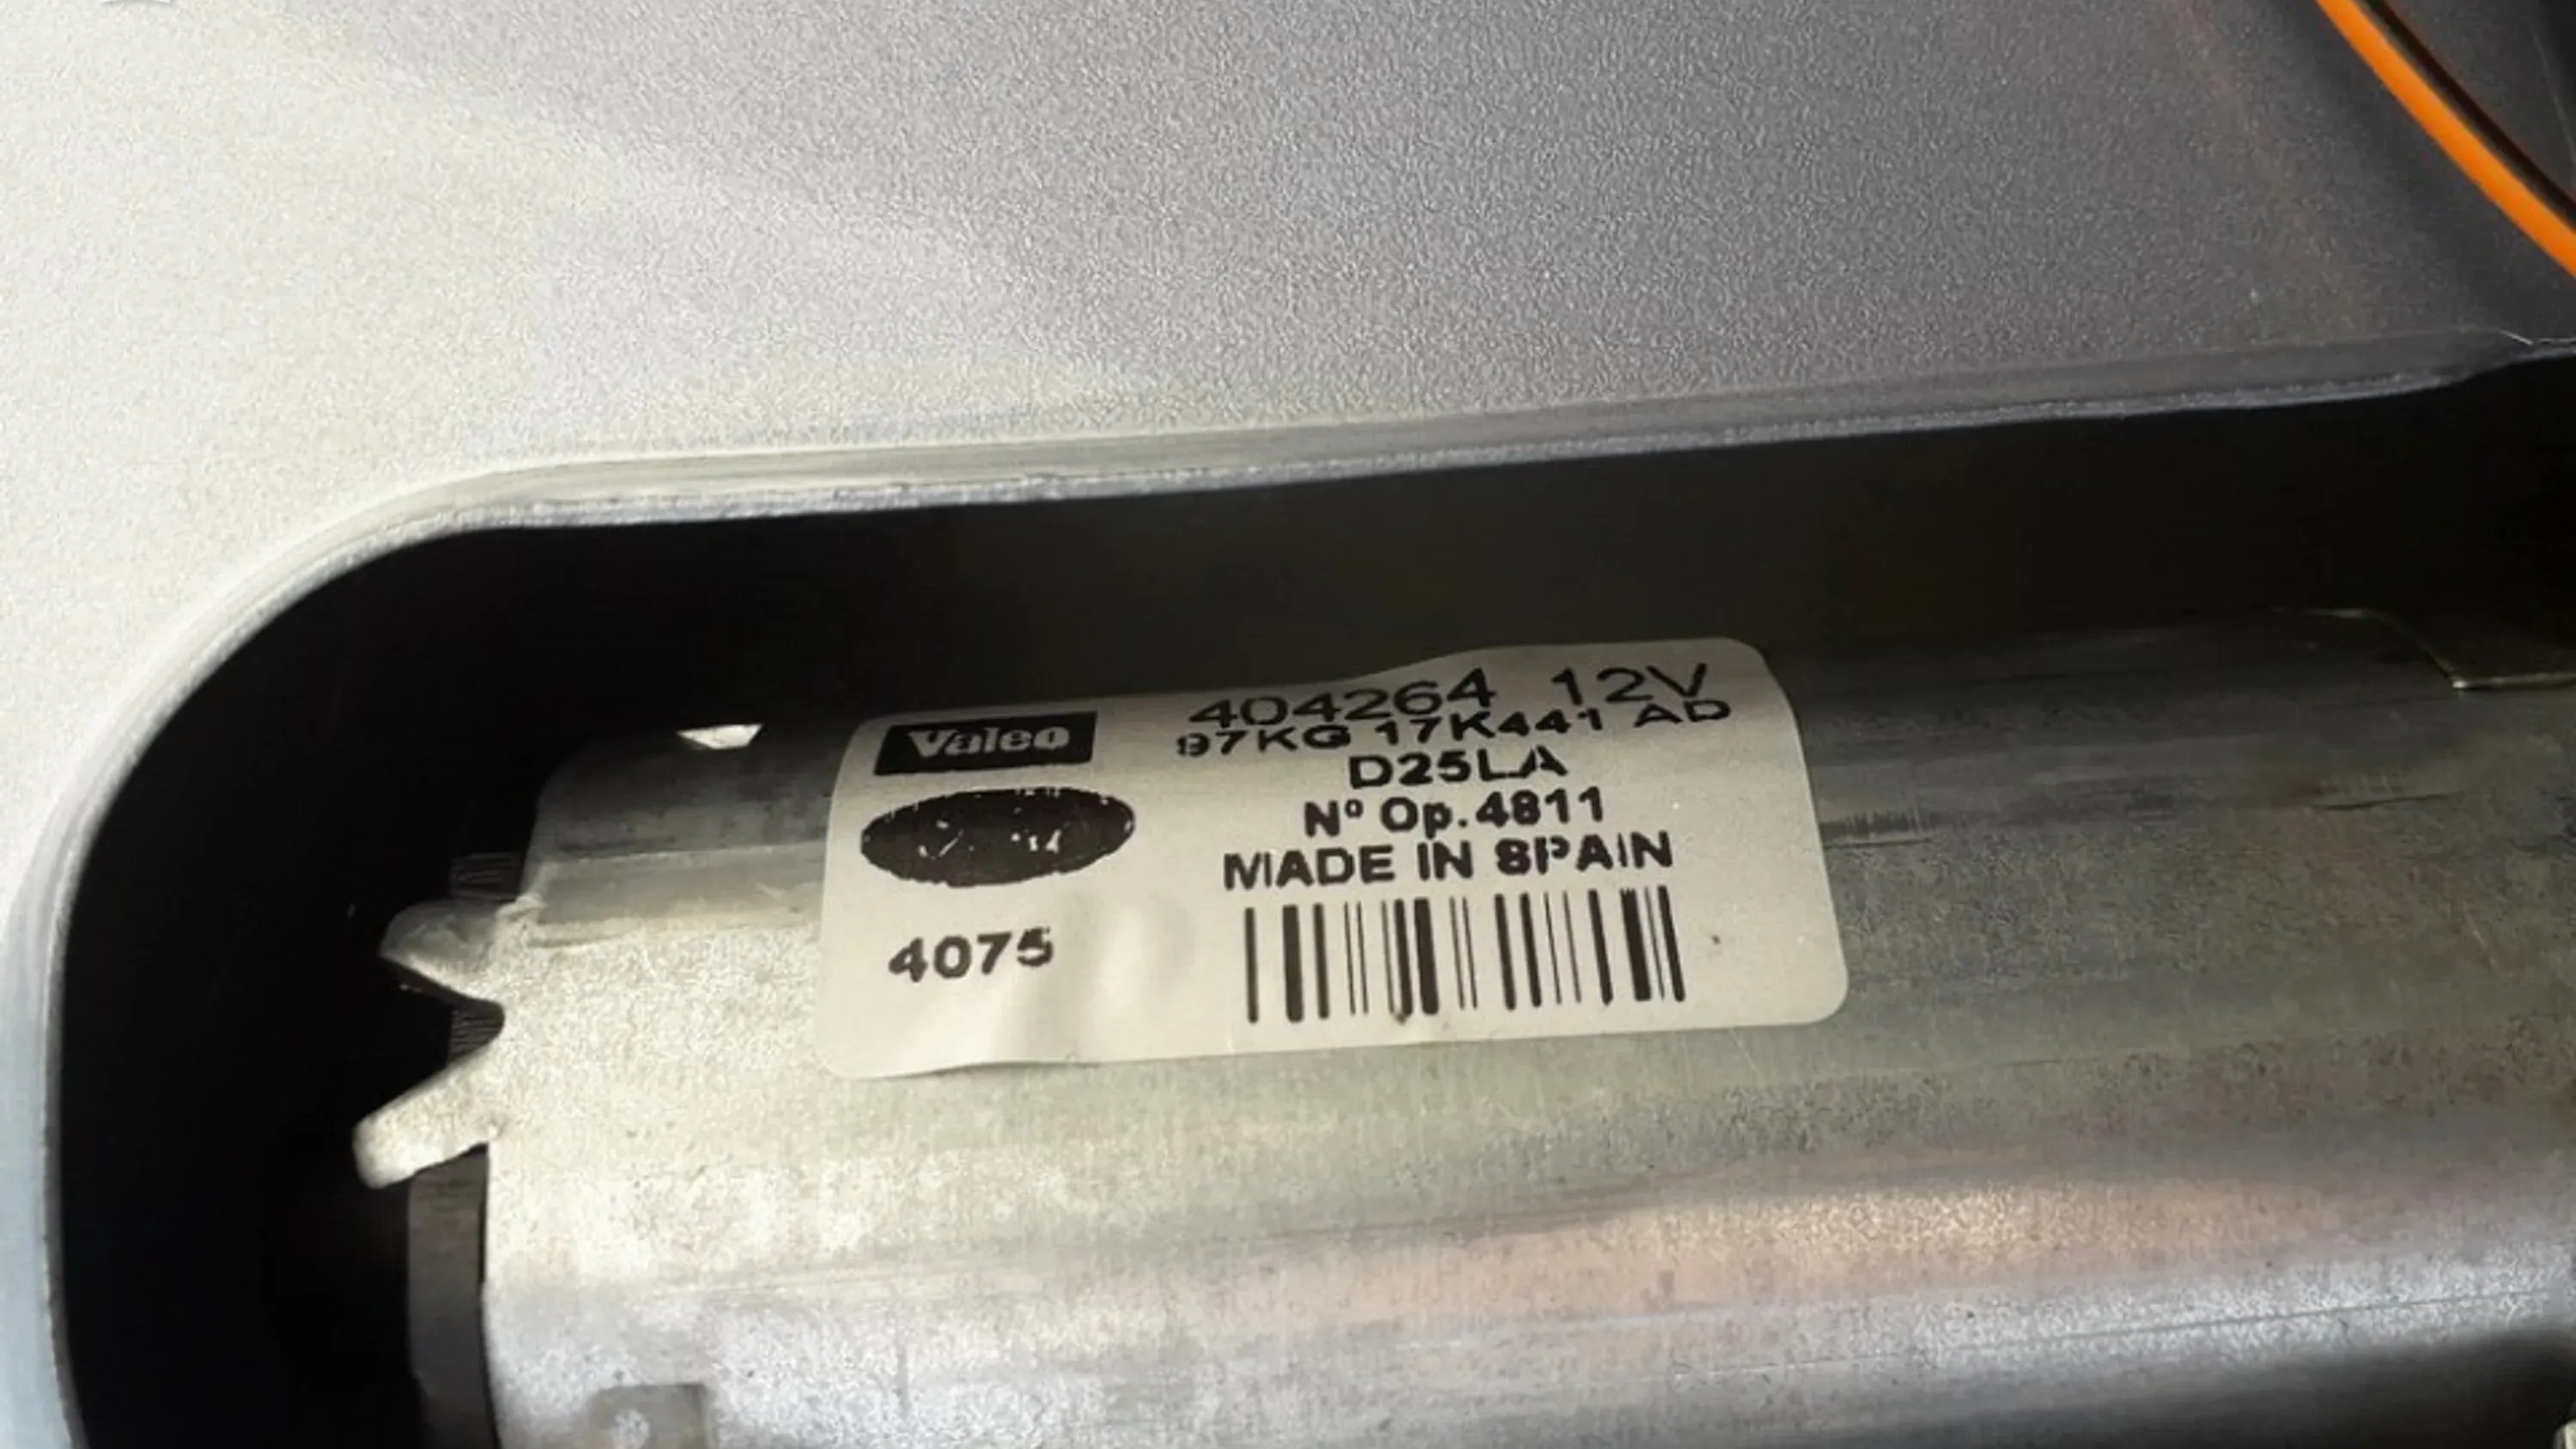 Valeo
404264 12V
97KG 17K441 AD
D25LA
Nº Op.4811
MADE IN SPAIN
4075